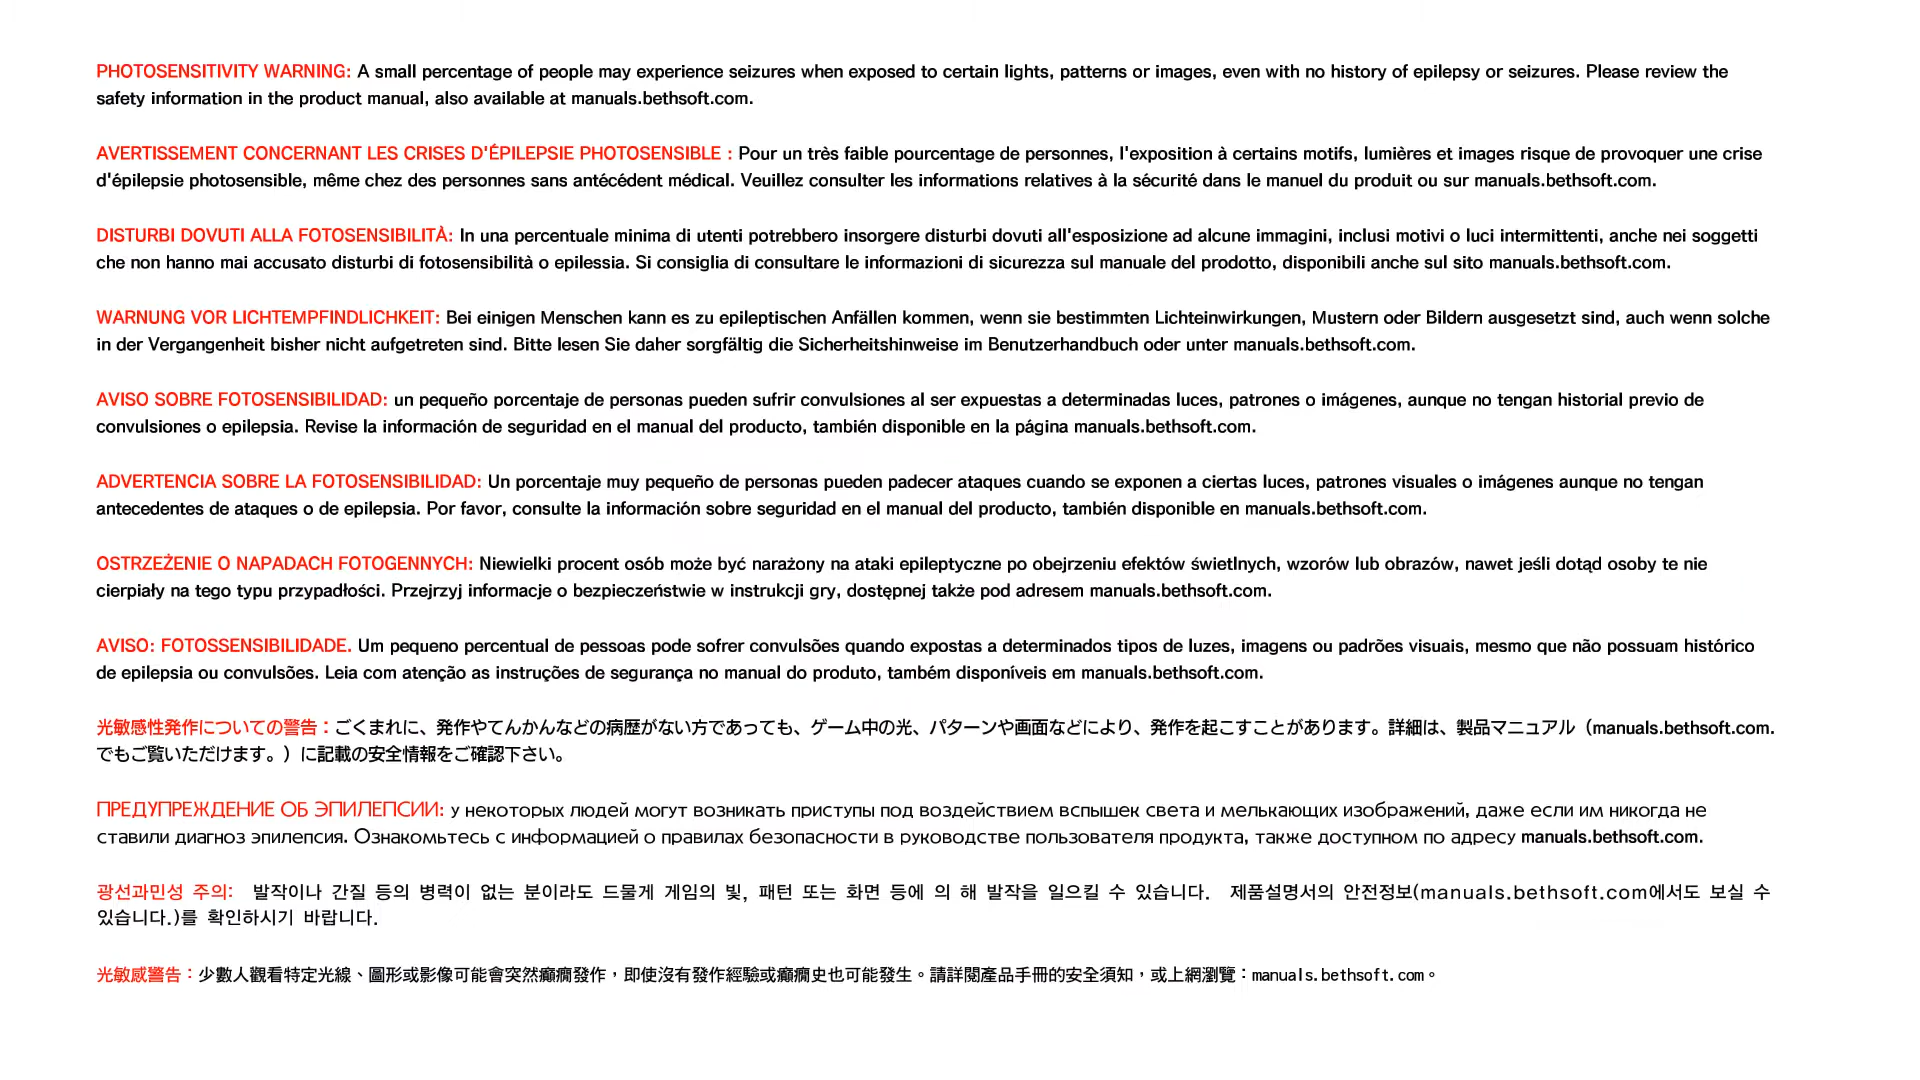 PHOTOSENSITIVITY WARNING: A small percentage of people may experience seizures when exposed to certain lights, patterns or images, even with no history of epilepsy or seizures. Please review the
safety information in the product manual, also available at manuals.bethsoft.com.
AVERTISSEMENT CONCERNANT LES CRISES D'ÉPILEPSIE PHOTOSENSIBLE : Pour un très faible pourcentage de personnes, l'exposition à certains motifs, lumières et images risque de provoquer une crise
d'épilepsie photosensible, même chez des personnes sans antécédent médical. Veuillez consulter les informations relatives à la sécurité dans le manuel du produit ou sur manuals.bethsoft.com.
DISTURBI DOVUTI ALLA FOTOSENSIBILITÀ: In una percentuale minima di utenti potrebbero insorgere disturbi dovuti all'esposizione ad alcune immagini, inclusi motivi o luci intermittenti, anche nei soggetti
che non hanno mai accusato disturbi di fotosensibilità o epilessia. Si consiglia di consultare le informazioni di sicurezza sul manuale del prodotto, disponibili anche sul sito manuals.bethsoft.com.
WARNUNG VOR LICHTEMPFINDLICHKEIT: Bei einigen Menschen kann es zu epileptischen Anfällen kommen, wenn sie bestimmten Lichteinwirkungen, Mustern oder Bildern ausgesetzt sind, auch wenn solche
in der Vergangenheit bisher nicht aufgetreten sind. Bitte lesen Sie daher sorgfältig die Sicherheitshinweise im Benutzerhandbuch oder unter manuals.bethsoft.com.
AVISO SOBRE FOTOSENSIBILIDAD: un pequeño porcentaje de personas pueden sufrir convulsiones al ser expuestas a determinadas luces, patrones o imágenes, aunque no tengan historial previo de
convulsiones o epilepsia. Revise la información de seguridad en el manual del producto, también disponible en la página manuals.bethsoft.com.
ADVERTENCIA SOBRE LA FOTOSENSIBILIDAD: Un porcentaje muy pequeño de personas pueden padecer ataques cuando se exponen a ciertas luces, patrones visuales o imágenes aunque no tengan
antecedentes de ataques o de epilepsia. Por favor, consulte la información sobre seguridad en el manual del producto, también disponible en manuals.bethsoft.com.
OSTRZEŻENIE O NAPADACH FOTOGENNYCH: Niewielki procent osób może być narażony na ataki epileptyczne po obejrzeniu efektów świetlnych, wzorów lub obrazów, nawet jeśli dotąd osoby te nie
cierpiały na tego typu przypadłości. Przejrzyj informacje o bezpieczeństwie w instrukcji gry, dostępnej także pod adresem manuals.bethsoft.com.
AVISO: FOTOSSENSIBILIDADE. Um pequeno percentual de pessoas pode sofrer convulsões quando expostas a determinados tipos de luzes, imagens ou padrões visuais, mesmo que não possuam histórico
de epilepsia ou convulsões. Leia com atenção as instruções de segurança no manual do produto, também disponíveis em manuals.bethsoft.com.
光敏感性発作についての警告：ごくまれに、発作やてんかんなどの病歴がない方であっても、ゲーム中の光、パターンや画面などにより、発作を起こすことがあります。詳細は、製品マニュアル（manuals.bethsoft.com.
でもご覧いただけます。）に記載の安全情報をご確認下さい。
ПРЕДУПРЕЖДЕНИЕ ОБ ЭПИЛЕПСИИ: у некоторых людей могут возникать приступы под воздействием вспышек света и мелькающих изображений, даже если им никогда не
ставили диагноз эпилепсия. Ознакомьтесь с информацией о правилах безопасности в руководстве пользователя продукта, также доступном по адресу manuals.bethsoft.com.
광선과민성 주의: 발작이나 간질 등의 병력이 없는 분이라도 드물게 게임의 빛, 패턴 또는 화면 등에 의 해 발작을 일으킬 수 있습니다. 제품설명서의 안전정보(manuals.bethsoft.com에서도 보실 수
있습니다.)를 확인하시기 바랍니다.
光敏感警告：少數人觀看特定光線、圖形或影像可能會突然癲癇發作，即使沒有發作經驗或癲癇史也可能發生。請詳閱產品手冊的安全須知，或上網瀏覽：manuals.bethsoft.com。